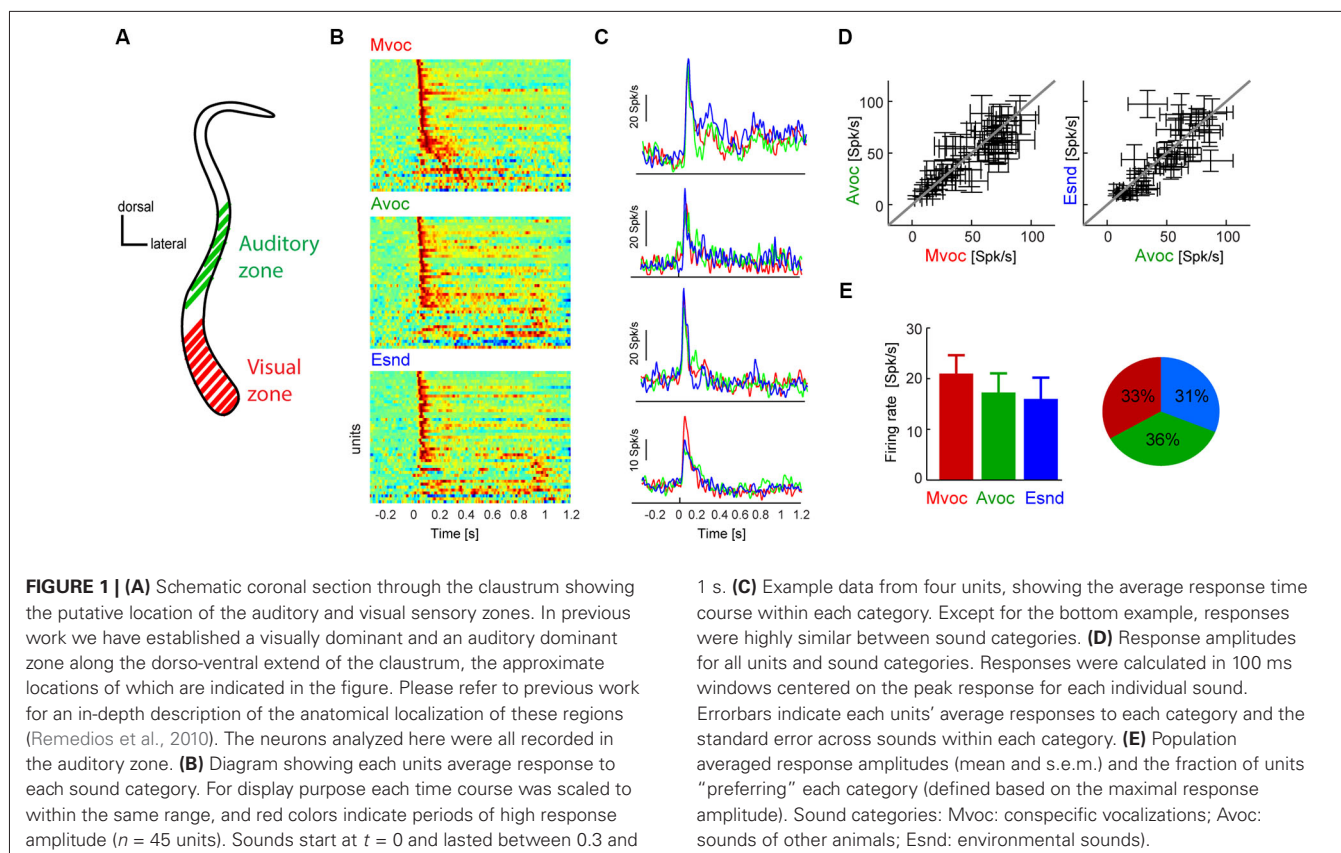 A
B
C
D
dorsal
lateral
Auditory
zone
Visual
zone
Mvoc
Avoc
Esnd
units
-0.2 0 0.2 0.4 0.6 0.8 1 1.2
Time [s]
20 Spk/s
20 Spk/s
20 Spk/s
10 Spk/s
-0.2 0 0.2 0.4 0.6 0.8 1.0 1.2
Time [s]
Avoc [Spk/s]
100
50
0
0 50 100
Mvoc [Spk/s]
Esnd [Spk/s]
100
50
0
0 50 100
Avoc [Spk/s]
E
Firing rate [Spk/s]
30
20
10
0
Mvoc Avoc Esnd
33% 31%
36%
FIGURE 1 | (A) Schematic coronal section through the claustrum showing
the putative location of the auditory and visual sensory zones. In previous
work we have established a visually dominant and an auditory dominant
zone along the dorso-ventral extend of the claustrum, the approximate
locations of which are indicated in the figure. Please refer to previous work
for an in-depth description of the anatomical localization of these regions
(Remedios et al., 2010). The neurons analyzed here were all recorded in
the auditory zone. (B) Diagram showing each units average response to
each sound category. For display purpose each time course was scaled to
within the same range, and red colors indicate periods of high response
amplitude (n = 45 units). Sounds start at t = 0 and lasted between 0.3 and
1 s. (C) Example data from four units, showing the average response time
course within each category. Except for the bottom example, responses
were highly similar between sound categories. (D) Response amplitudes
for all units and sound categories. Responses were calculated in 100 ms
windows centered on the peak response for each individual sound.
Errorbars indicate each units' average responses to each category and the
standard error across sounds within each category. (E) Population
averaged response amplitudes (mean and s.e.m.) and the fraction of units
"preferring" each category (defined based on the maximal response
amplitude). Sound categories: Mvoc: conspecific vocalizations; Avoc:
sounds of other animals; Esnd: environmental sounds).